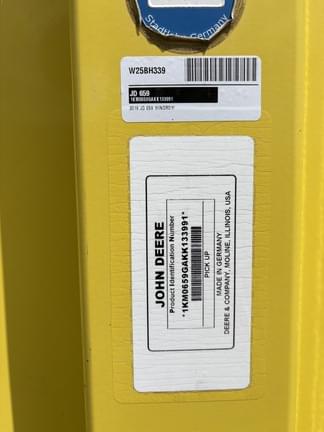 Stadtlohn Germany
W25BH339
JD 659
1KM0659GAKK133991
2019 JD 659 WINDROW
JOHN DEERE
Product Identification Number
*1KM0659GAKK133991*
PICK UP
MADE IN GERMANY
DEERE & COMPANY, MOLINE, ILLINOIS, USA